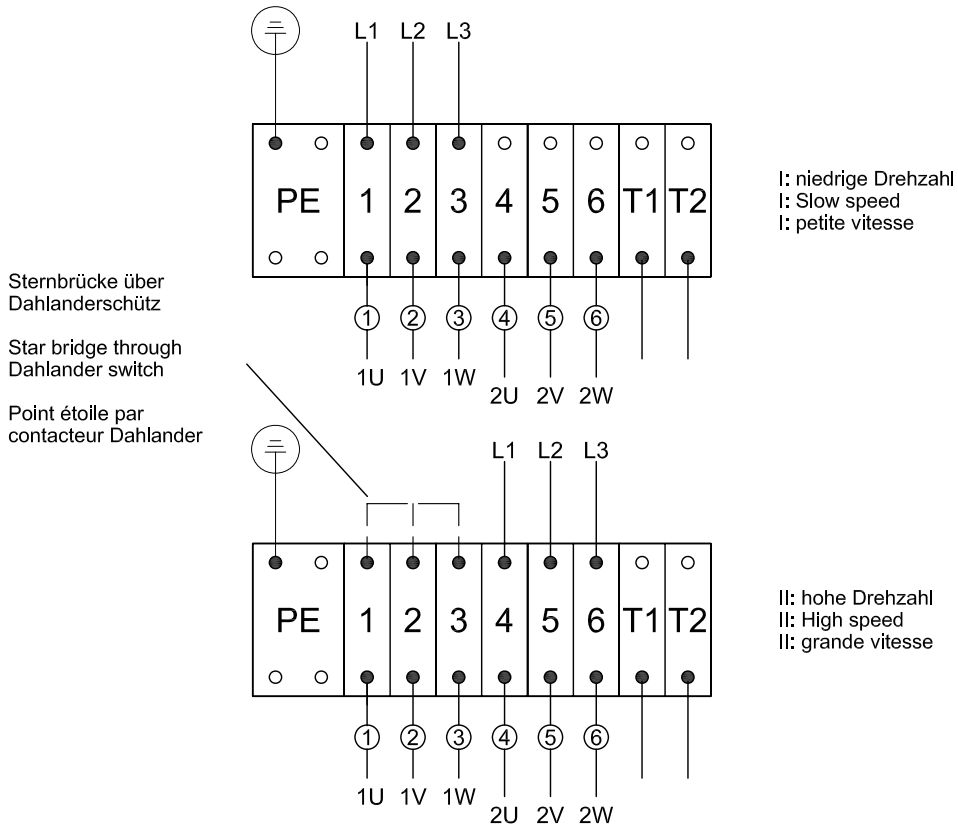 L1 L2 L3
PE 1 2 3 4 5 6 T1 T2
I: niedrige Drehzahl
I: Slow speed
I: petite vitesse
1 2 3 4 5 6
1U 1V 1W
2U 2V 2W
Sternbrücke über
Dahlanderschütz
Star bridge through
Dahlander switch
Point étoile par
contacteur Dahlander
L1 L2 L3
PE 1 2 3 4 5 6 T1 T2
II: hohe Drehzahl
II: High speed
II: grande vitesse
1 2 3 4 5 6
1U 1V 1W
2U 2V 2W